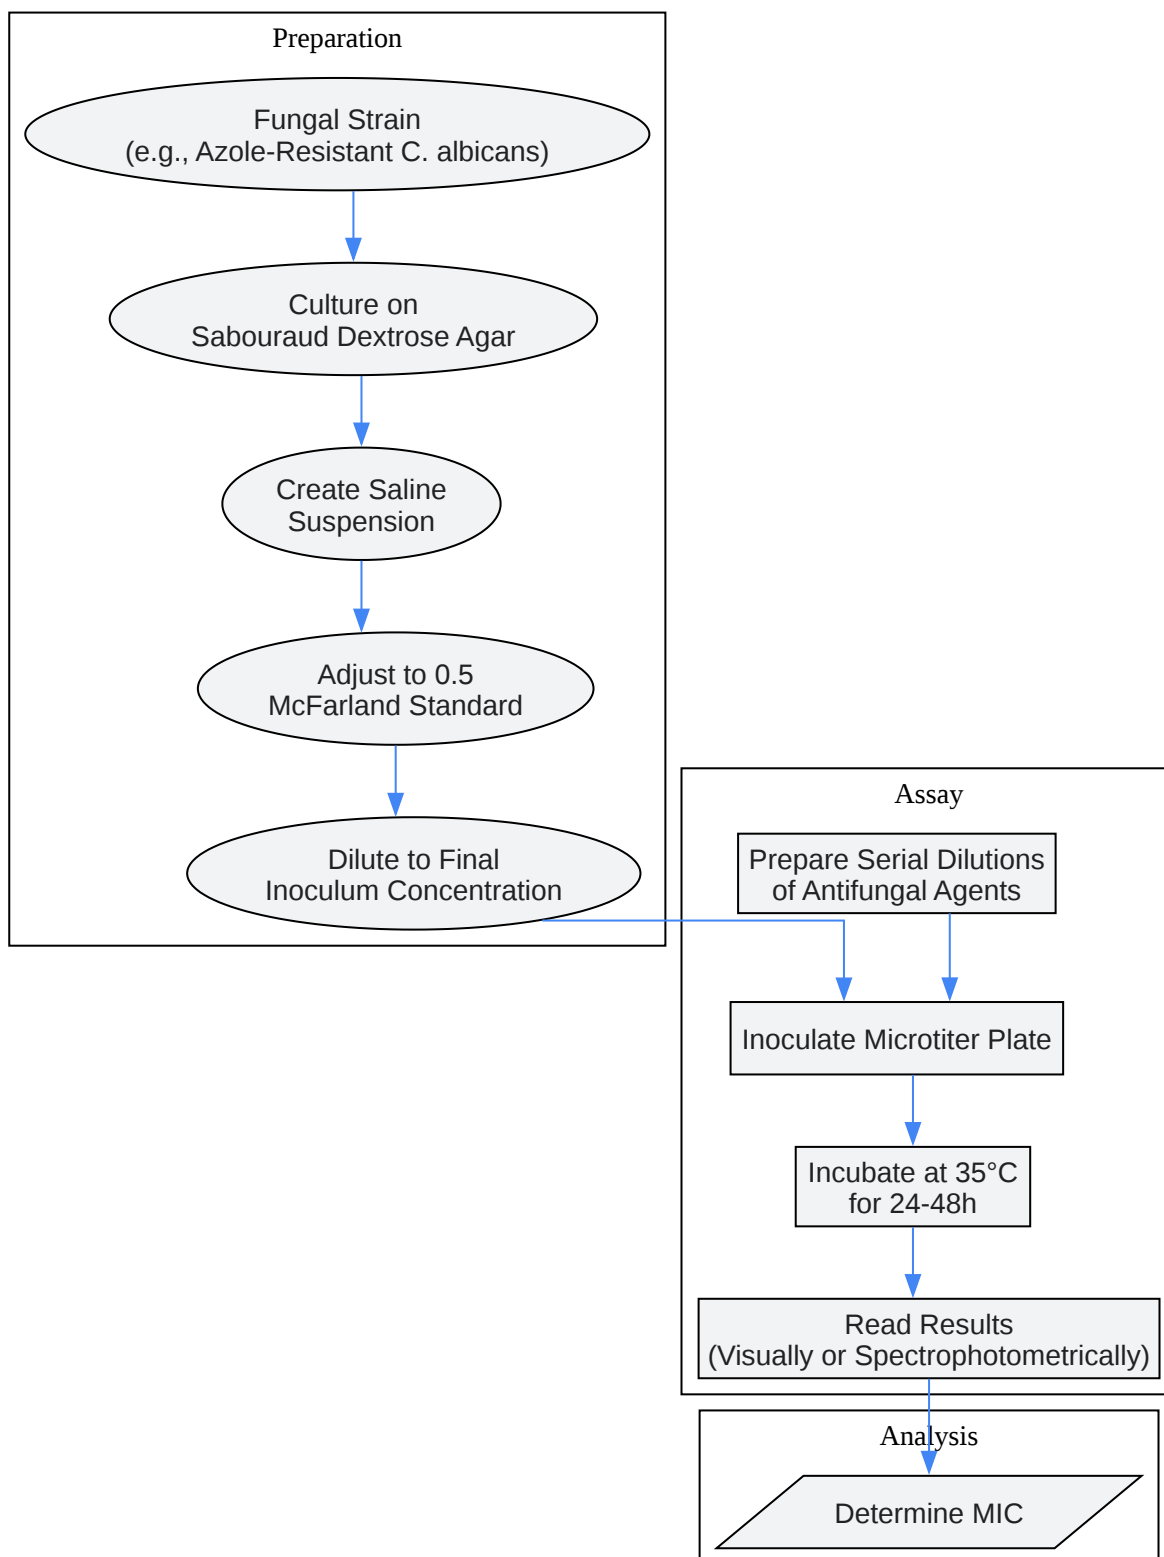 Preparation
Fungal Strain
(e.g., Azole-Resistant C. albicans)
Culture on
Sabouraud Dextrose Agar
Create Saline
Suspension
Adjust to 0.5
McFarland Standard
Dilute to Final
Inoculum Concentration
Assay
Prepare Serial Dilutions
of Antifungal Agents
Inoculate Microtiter Plate
Incubate at 35°C
for 24-48h
Read Results
(Visually or Spectrophotometrically)
Analysis
Determine MIC